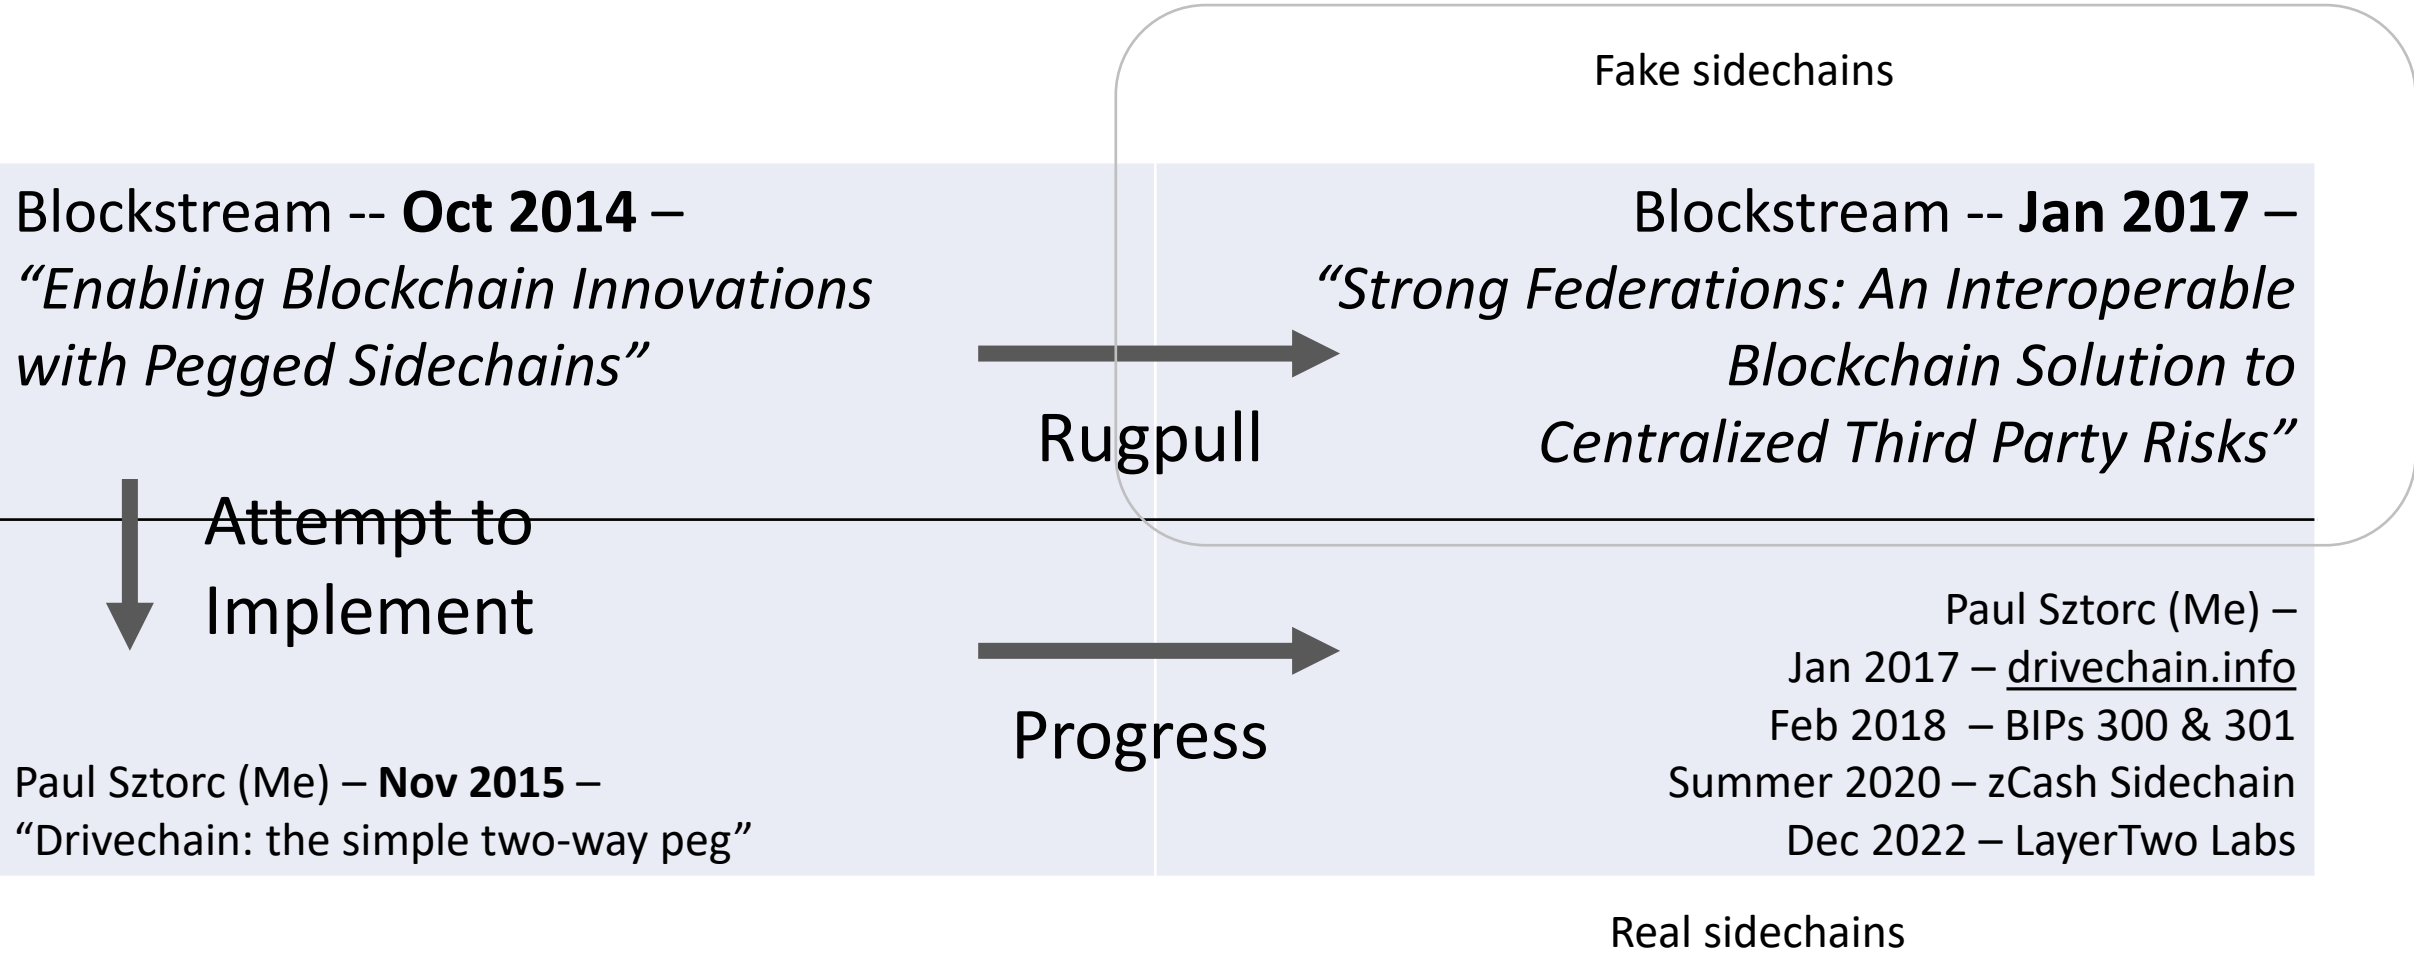 Fake sidechains
Blockstream -- Oct 2014 –
“Enabling Blockchain Innovations
with Pegged Sidechains”
Blockstream -- Jan 2017 –
“Strong Federations: An Interoperable
Blockchain Solution to
Centralized Third Party Risks”
Rugpull
Attempt to
Implement
Paul Sztorc (Me) – Nov 2015 –
“Drivechain: the simple two-way peg”
Progress
Paul Sztorc (Me) –
Jan 2017 – drivechain.info
Feb 2018  – BIPs 300 & 301
Summer 2020 – zCash Sidechain
Dec 2022 – LayerTwo Labs
Real sidechains